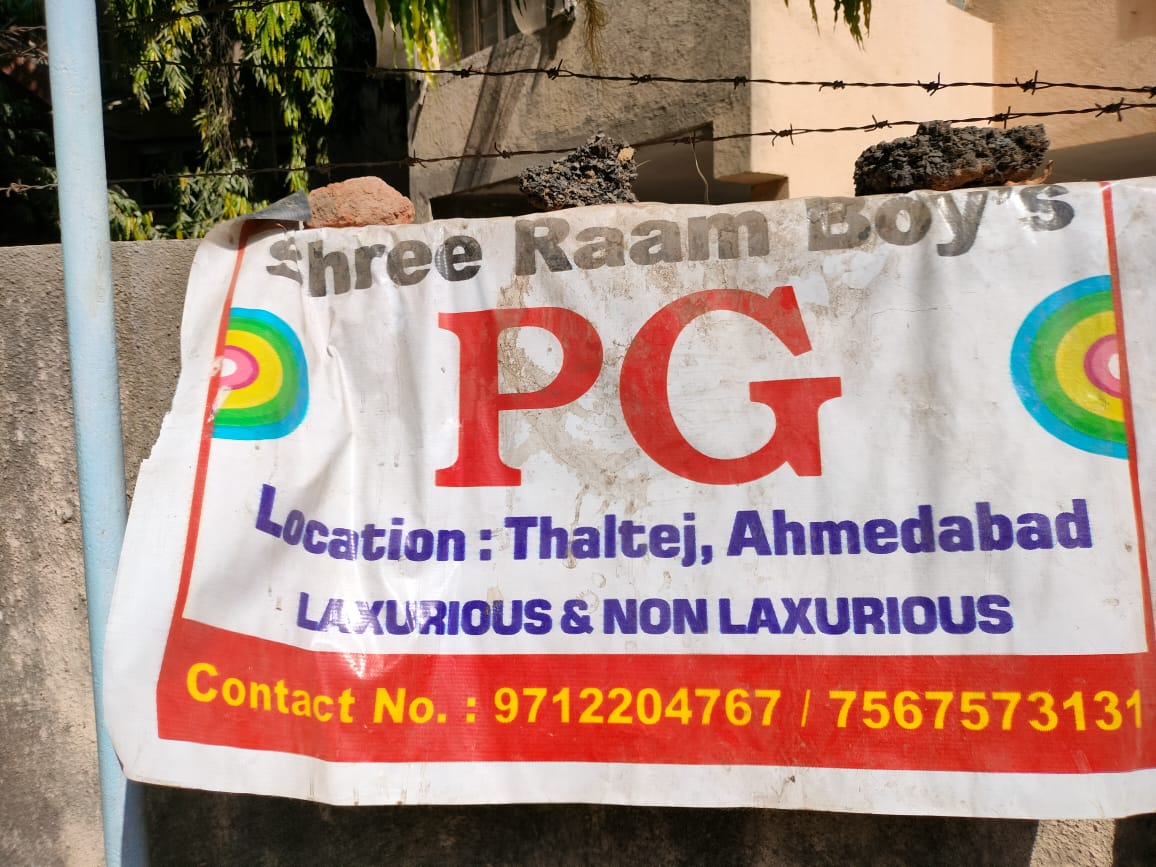 Shree Raam Boy's
PG
Location : Thaltej, Ahmedabad
LAXURIOUS & NON LAXURIOUS
Contact No. : 9712204767 / 7567573131